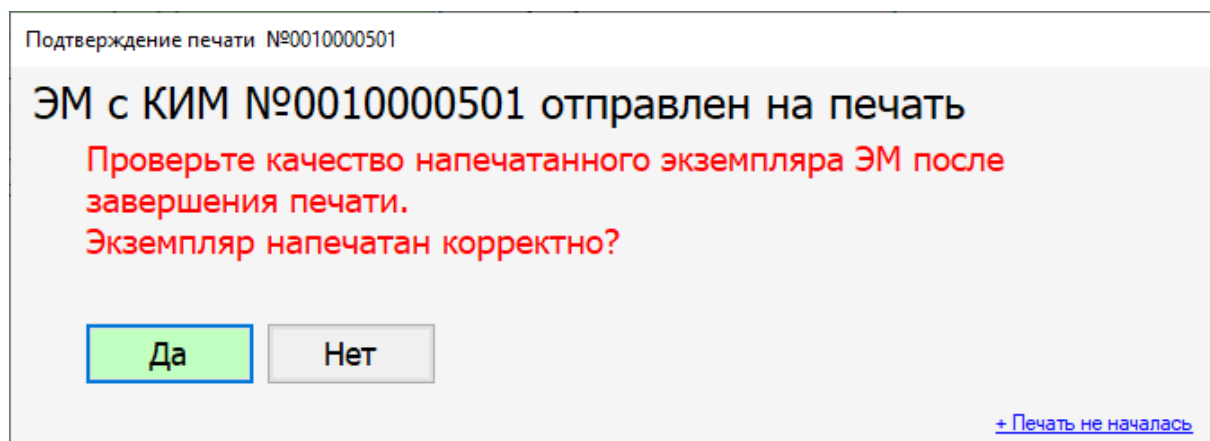 Подтверждение печати №0010000501
ЭМ с КИМ №0010000501 отправлен на печать
Проверьте качество напечатанного экземпляра ЭМ после
завершения печати.
Экземпляр напечатан корректно?
Да
Нет
+ Печать не началась